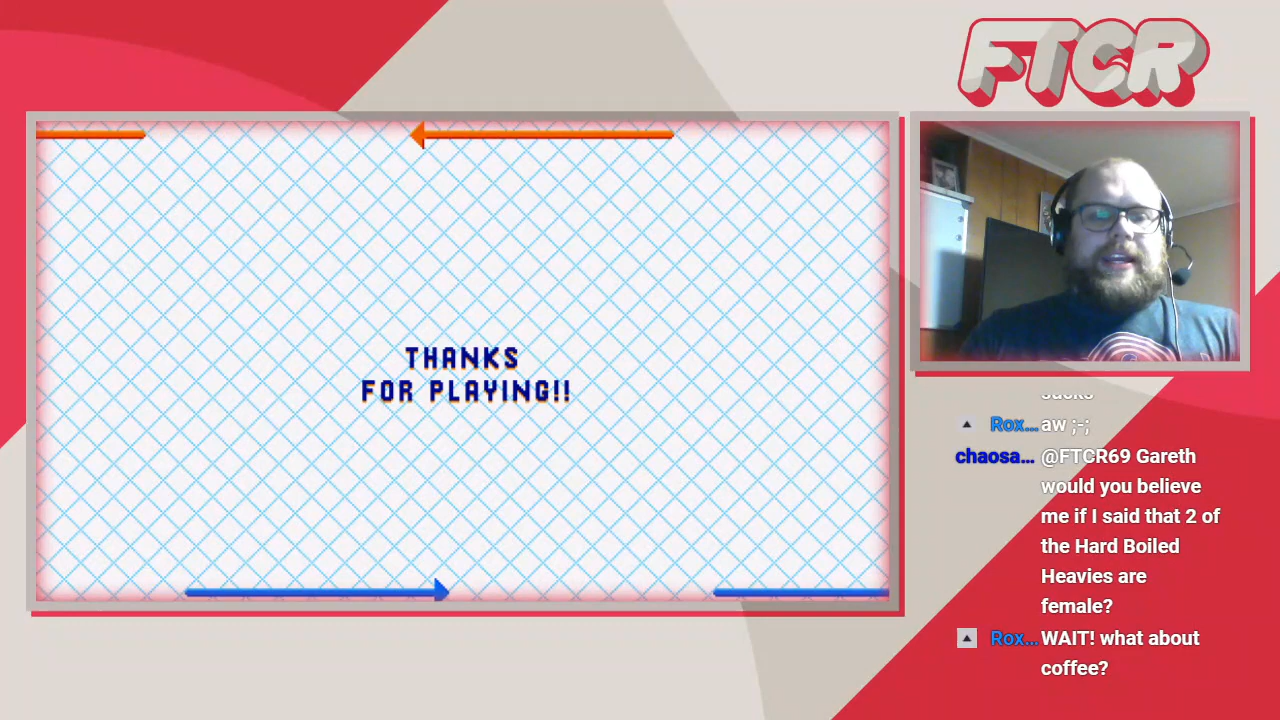 FTCR
THANKS
FOR PLAYING!!
sucks
Rox... aw ;-;
chaosa... @FTCR69 Gareth
would you believe
me if I said that 2 of
the Hard Boiled
Heavies are
female?
Rox... WAIT! what about
coffee?